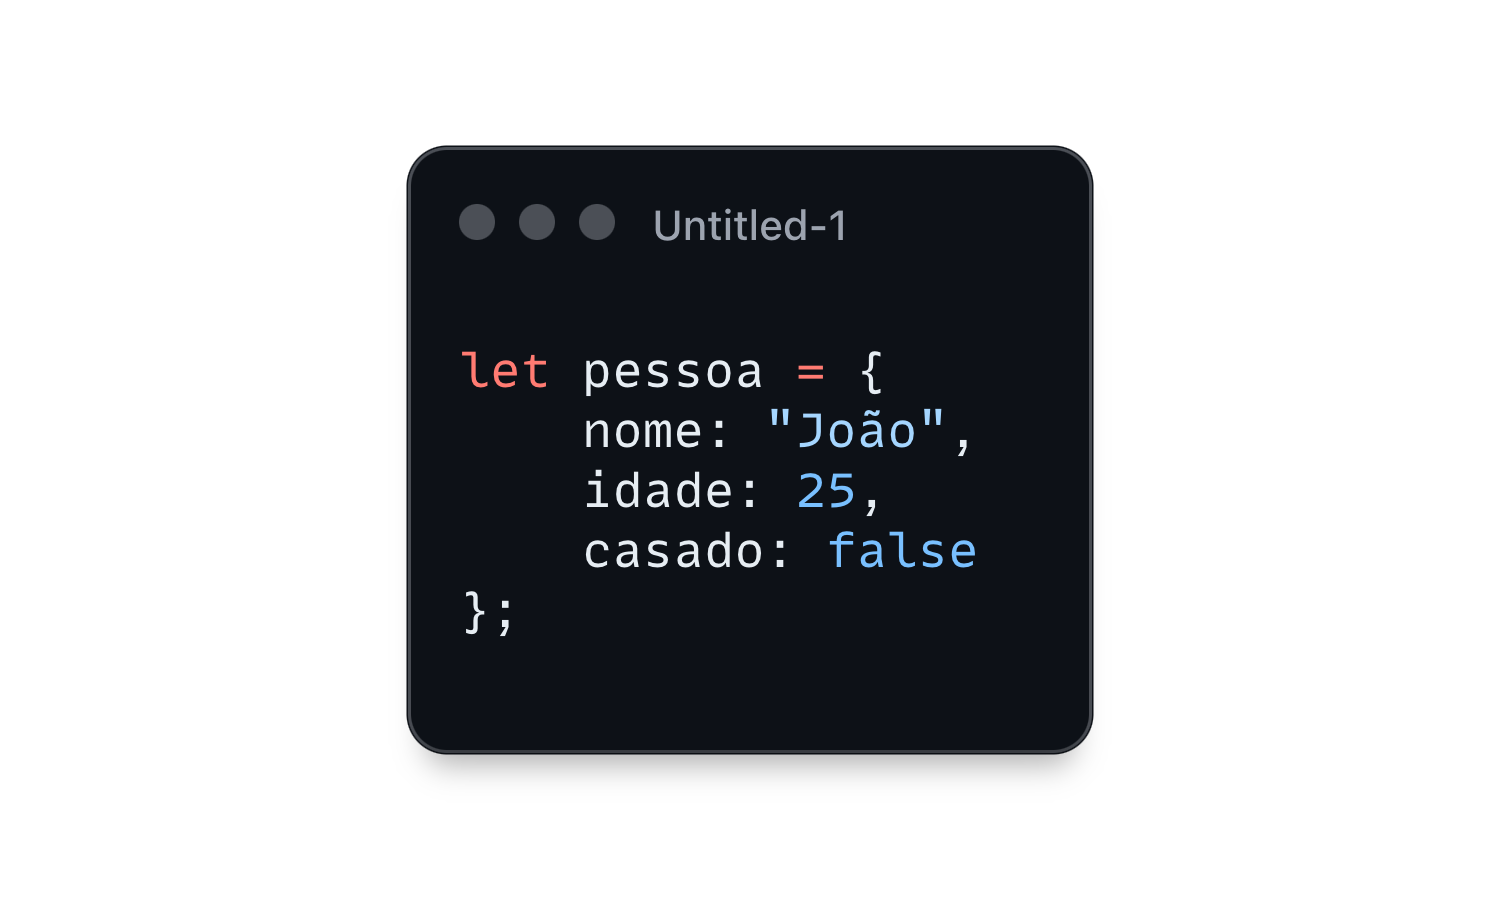 Untitled-1
let pessoa = {
    nome: "João",
    idade: 25,
    casado: false
};